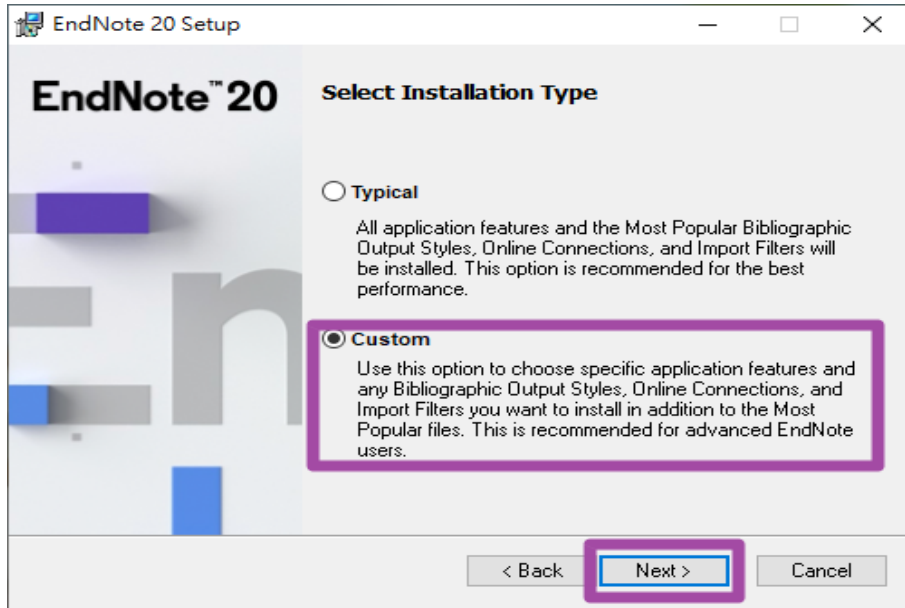 EndNote 20 Setup
EndNote™20
Select Installation Type
Typical
All application features and the Most Popular Bibliographic
Output Styles, Online Connections, and Import Filters will
be installed. This option is recommended for the best
performance.
Custom
Use this option to choose specific application features and
any Bibliographic Output Styles, Online Connections, and
Import Filters you want to install in addition to the Most
Popular files. This is recommended for advanced EndNote
users.
< Back
Next >
Cancel